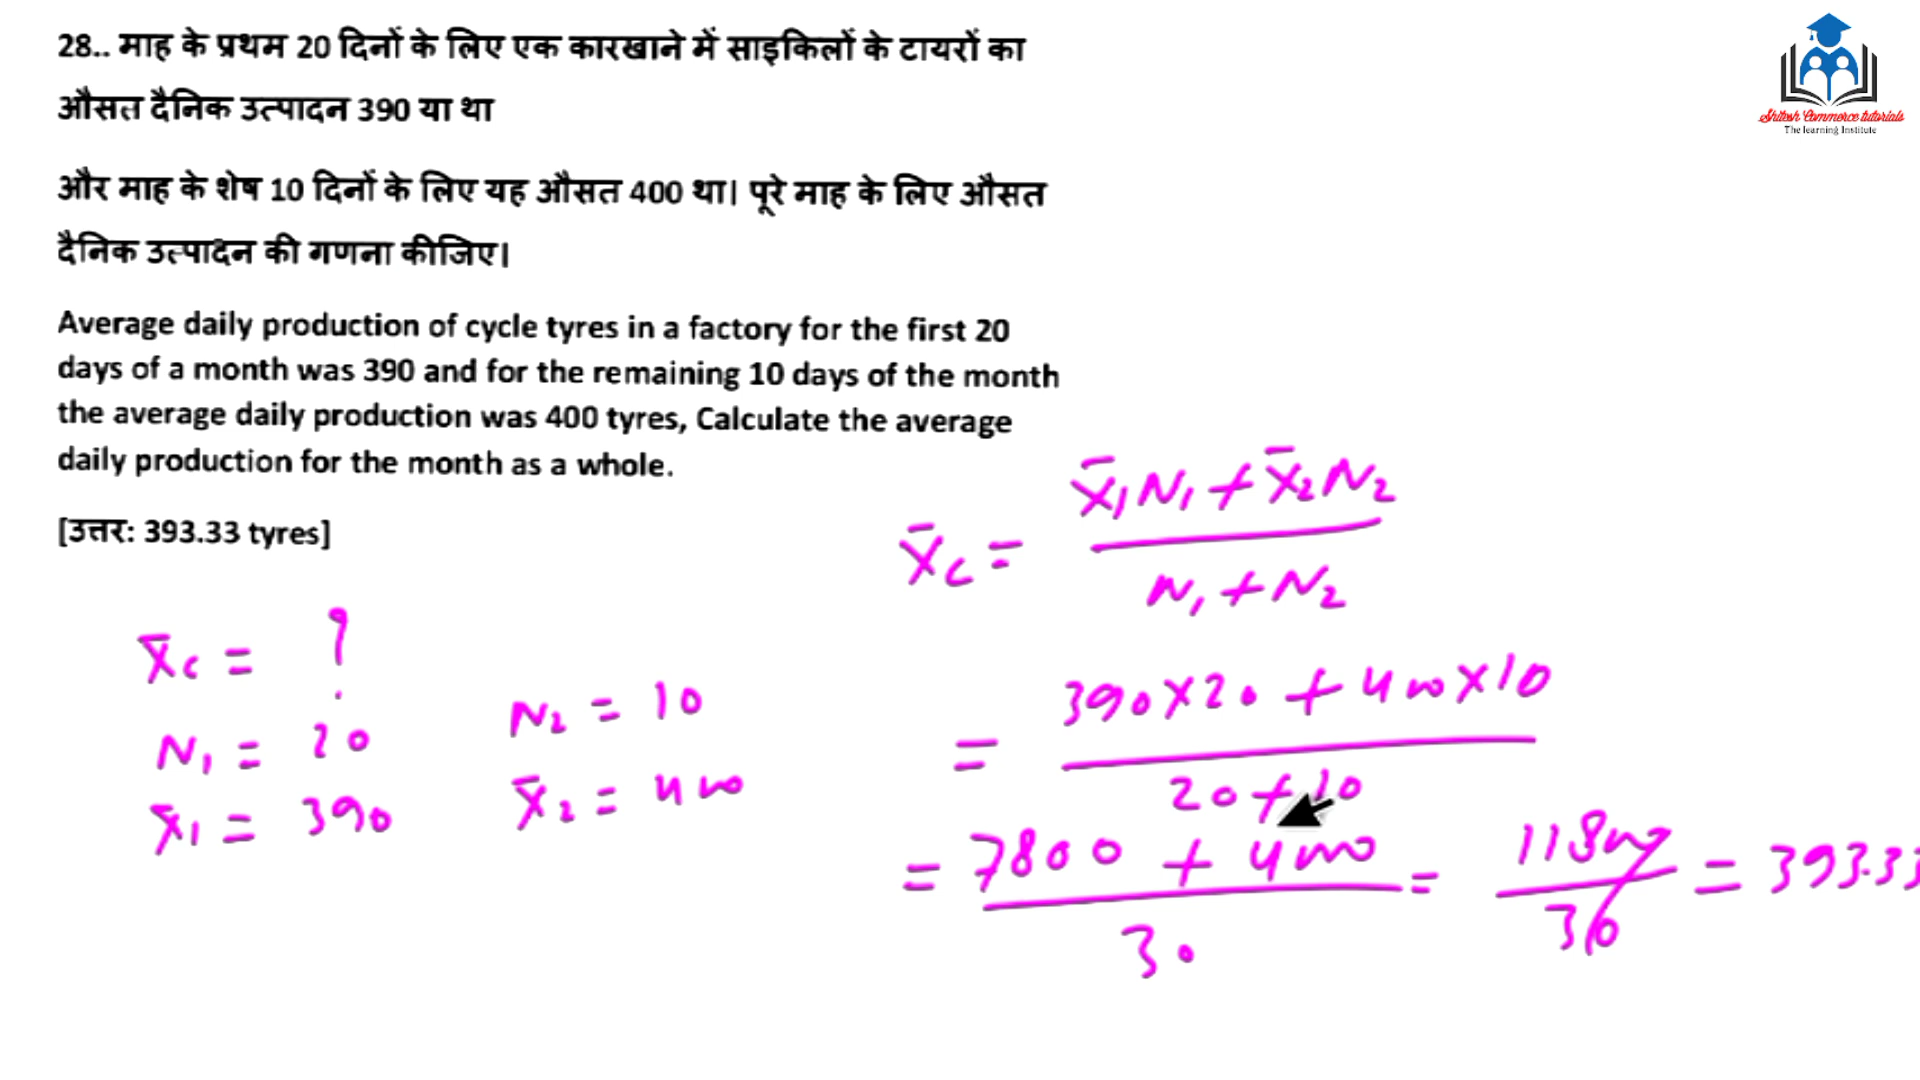 28.. माह के प्रथम 20 दिनों के लिए एक कारखाने में साइकिलों के टायरों का
औसत दैनिक उत्पादन 390 या था
और माह के शेष 10 दिनों के लिए यह औसत 400 था। पूरे माह के लिए औसत
दैनिक उत्पादन की गणना कीजिए।
Average daily production of cycle tyres in a factory for the first 20
days of a month was 390 and for the remaining 10 days of the month
the average daily production was 400 tyres, Calculate the average
daily production for the month as a whole.
[उत्तर: 393.33 tyres]
X̄c = ?
N₁ = 20
X̄₁ = 390
N₂ = 10
X̄₂ = 400
X̄c = X̄₁N₁ + X̄₂N₂
N₁ + N₂
= 390×20 + 400×10
20 + 10
= 7800 + 4000 = 11800 = 393.33
30 30
Shitesh Commerce tutorials
The learning Institute